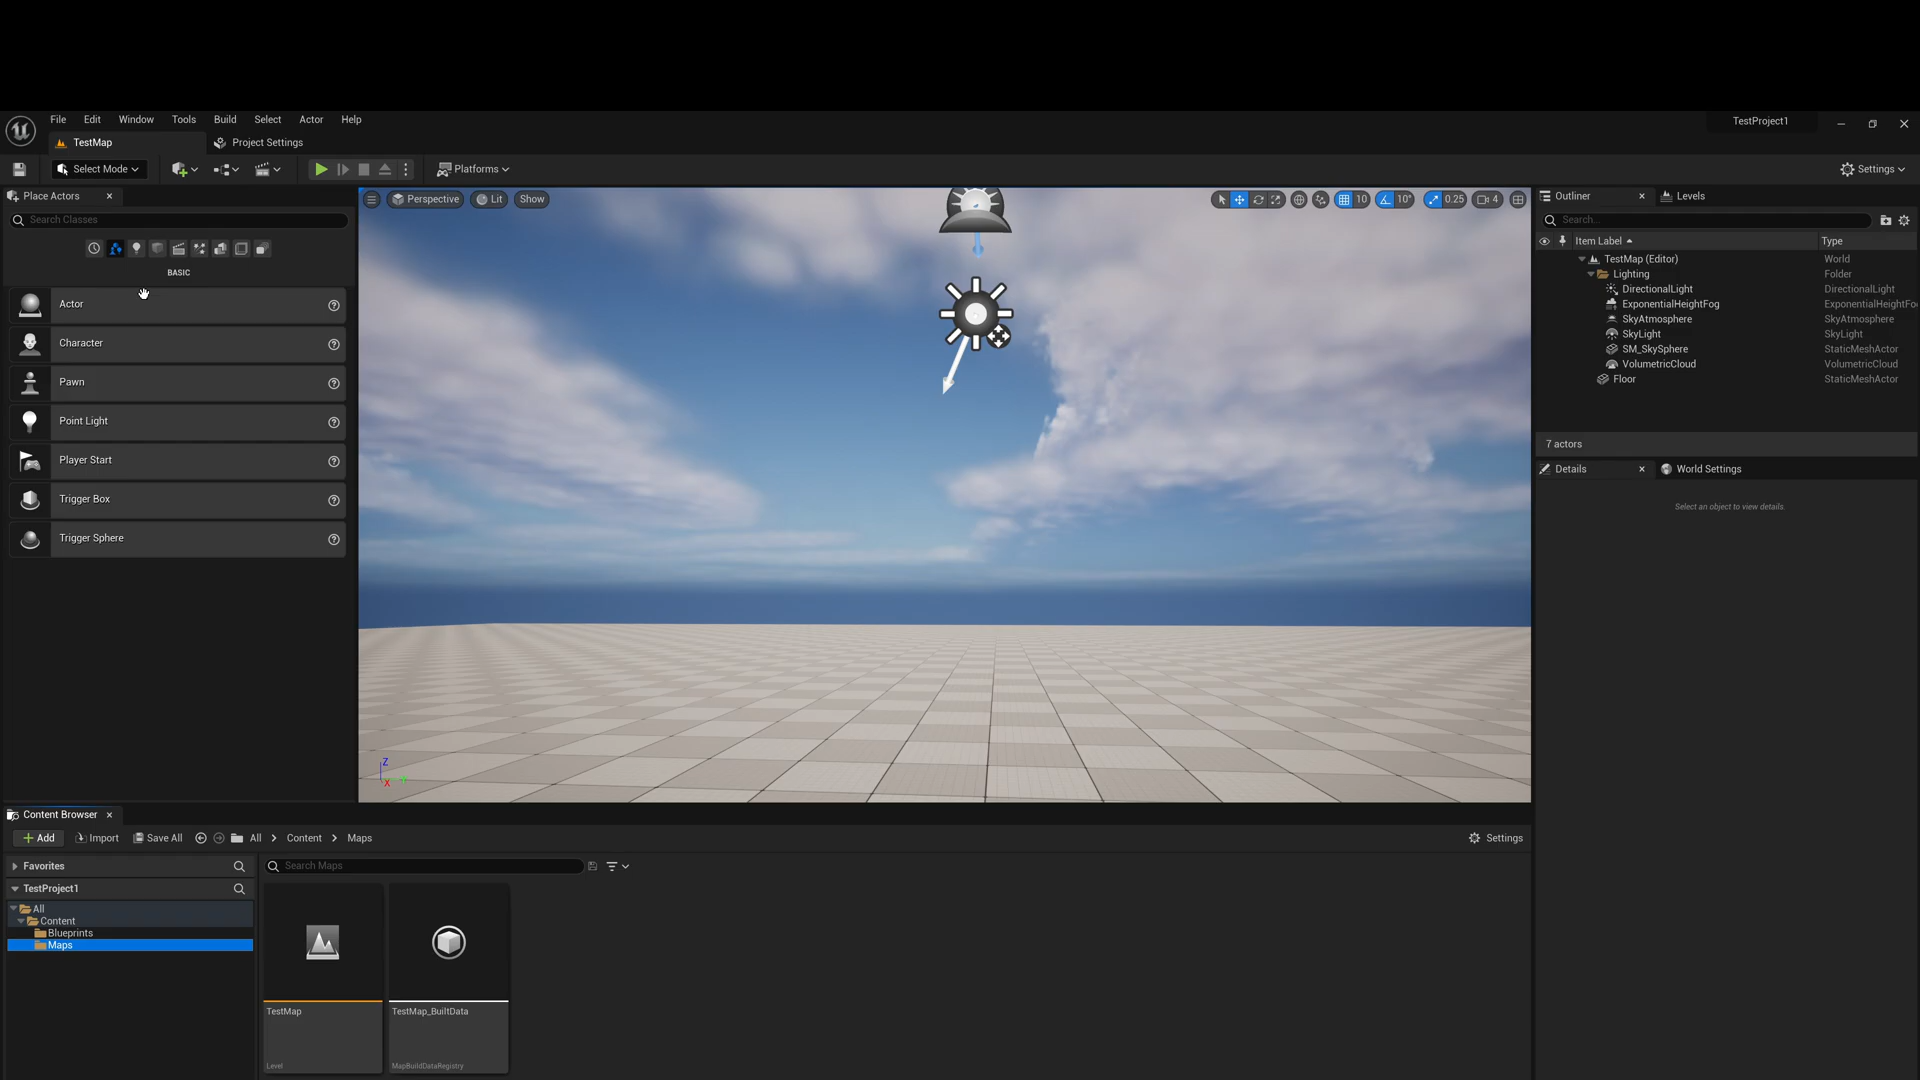 File Edit Window Tools Build Select Actor Help
TestProject1
TestMap
Project Settings
Select Mode
Platforms
Settings
Place Actors
Search Classes
BASIC
Actor
Character
Pawn
Point Light
Player Start
Trigger Box
Trigger Sphere
Perspective
Lit
Show
10
10°
0.25
4
Z
X
Outliner
Levels
Search...
Item Label
Type
TestMap (Editor) World
Lighting Folder
DirectionalLight DirectionalLight
ExponentialHeightFog ExponentialHeightFo
SkyAtmosphere SkyAtmosphere
SkyLight SkyLight
SM_SkySphere StaticMeshActor
VolumetricCloud VolumetricCloud
Floor StaticMeshActor
7 actors
Details
World Settings
Select an object to view details.
Content Browser
Add
Import
Save All
All
Content
Maps
Settings
Favorites
TestProject1
All
Content
Blueprints
Maps
Search Maps
TestMap
Level
TestMap_BuiltData
MapBuildDataRegistry